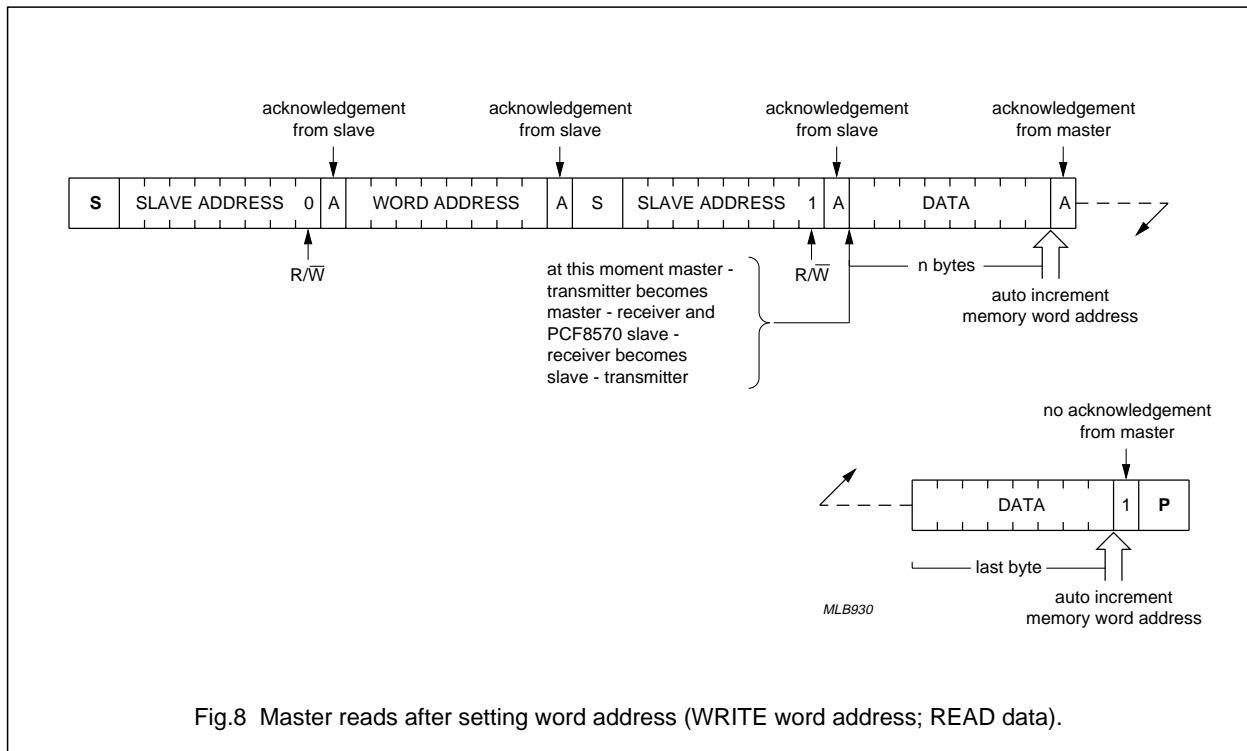 acknowledgement
from slave
acknowledgement
from slave
acknowledgement
from slave
acknowledgement
from master
S SLAVE ADDRESS 0 A WORD ADDRESS A S SLAVE ADDRESS 1 A DATA A
R/W̅
at this moment master -
transmitter becomes
master - receiver and
PCF8570 slave -
receiver becomes
slave - transmitter
R/W̅
n bytes
auto increment
memory word address
no acknowledgement
from master
DATA 1 P
last byte
auto increment
memory word address
MLB930
Fig.8 Master reads after setting word address (WRITE word address; READ data).